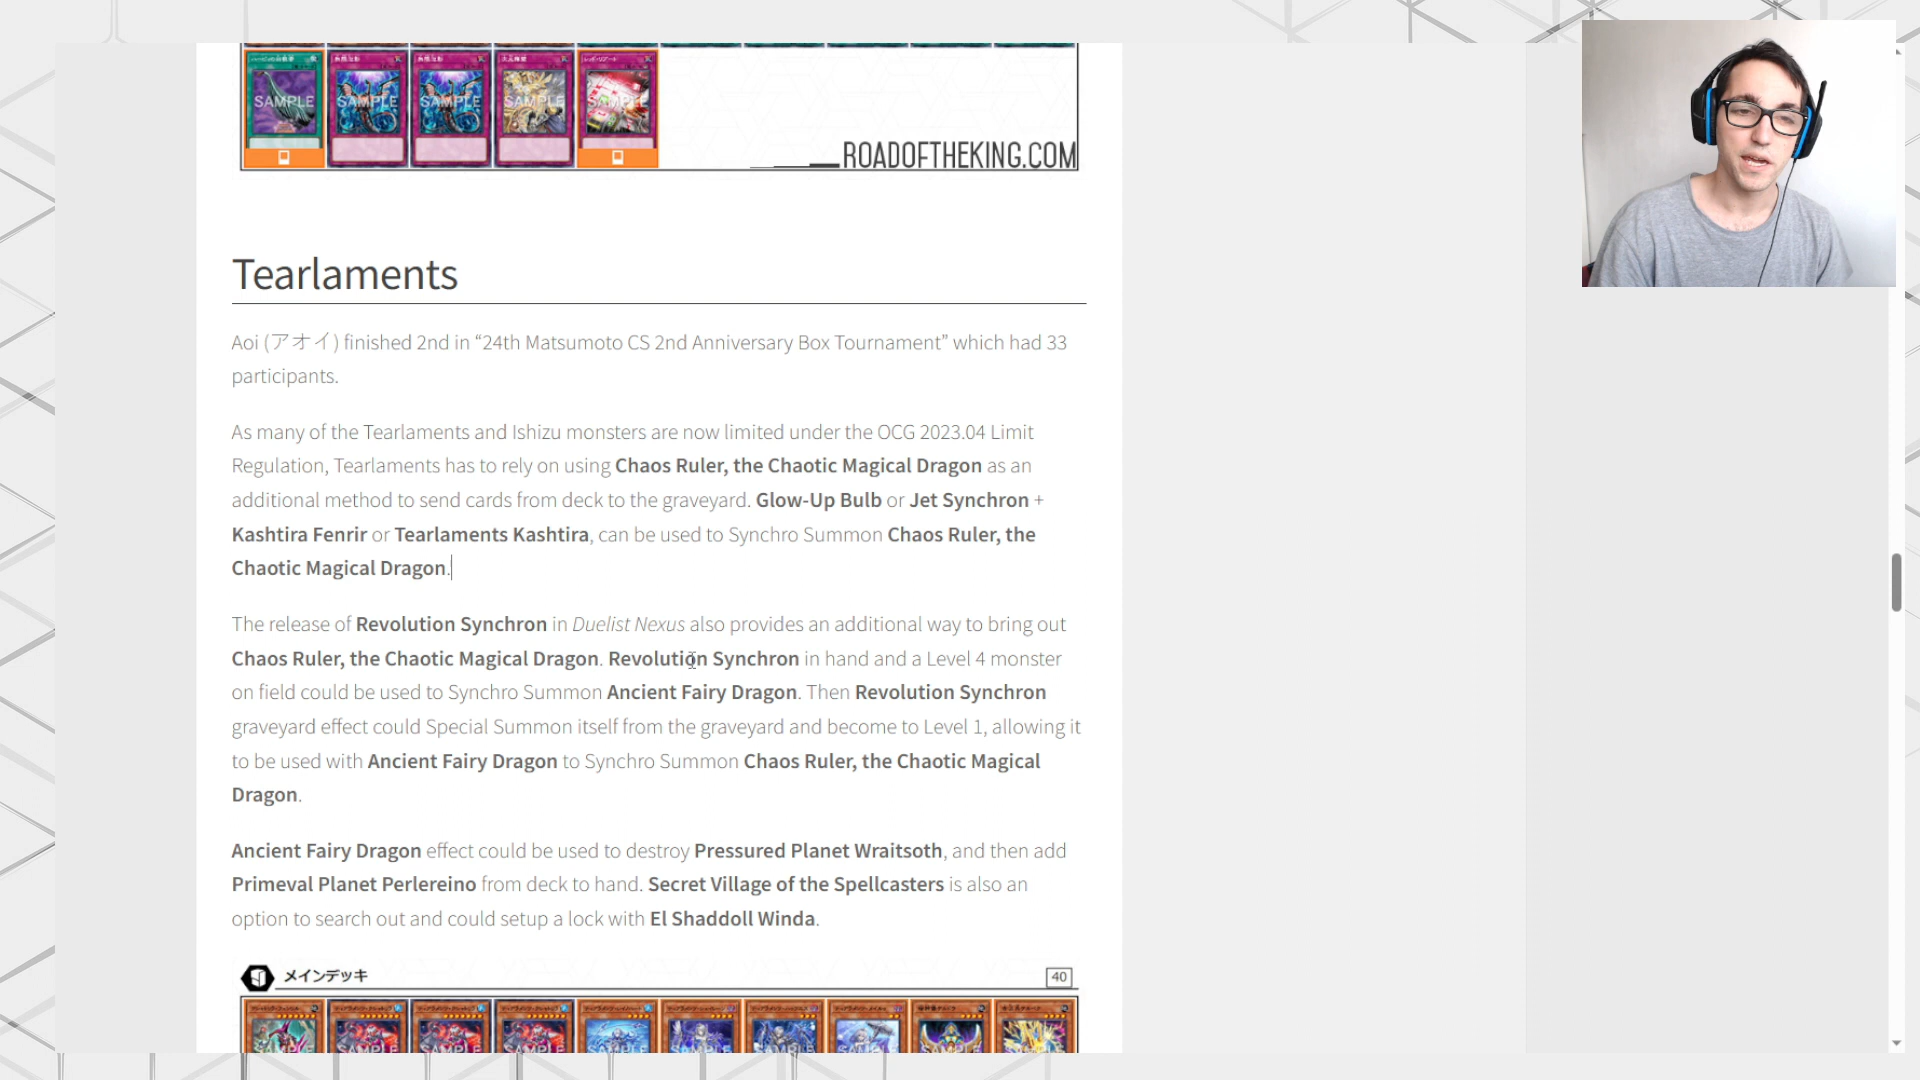 SAMPLE SAMPLE SAMPLE SAMPLE SAMPLE
ROADOFTHEKING.COM
Tearlaments
Aoi (アオイ) finished 2nd in “24th Matsumoto CS 2nd Anniversary Box Tournament” which had 33
participants.
As many of the Tearlaments and Ishizu monsters are now limited under the OCG 2023.04 Limit
Regulation, Tearlaments has to rely on using Chaos Ruler, the Chaotic Magical Dragon as an
additional method to send cards from deck to the graveyard. Glow-Up Bulb or Jet Synchron +
Kashtira Fenrir or Tearlaments Kashtira, can be used to Synchro Summon Chaos Ruler, the
Chaotic Magical Dragon.
The release of Revolution Synchron in Duelist Nexus also provides an additional way to bring out
Chaos Ruler, the Chaotic Magical Dragon. Revolution Synchron in hand and a Level 4 monster
on field could be used to Synchro Summon Ancient Fairy Dragon. Then Revolution Synchron
graveyard effect could Special Summon itself from the graveyard and become to Level 1, allowing it
to be used with Ancient Fairy Dragon to Synchro Summon Chaos Ruler, the Chaotic Magical
Dragon.
Ancient Fairy Dragon effect could be used to destroy Pressured Planet Wraitsoth, and then add
Primeval Planet Perlereino from deck to hand. Secret Village of the Spellcasters is also an
option to search out and could setup a lock with El Shaddoll Winda.
メインデッキ 40